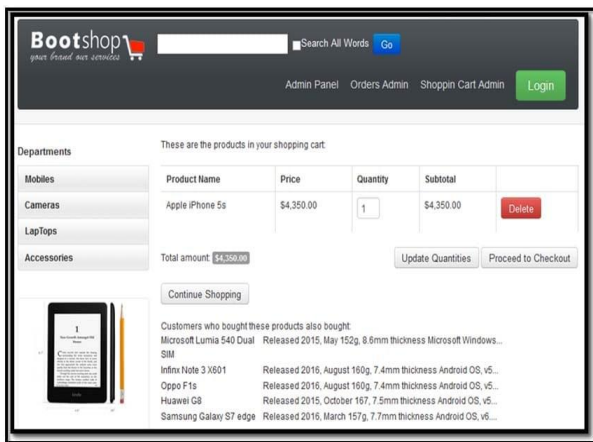 Bootshop
your brand our services
Search All Words Go
Admin Panel Orders Admin Shoppin Cart Admin Login
Departments
Mobiles
Cameras
LapTops
Accessories
These are the products in your shopping cart:
Product Name Price Quantity Subtotal
Apple iPhone 5s $4,350.00 1 $4,350.00 Delete
Total amount: $4,350.00 Update Quantities Proceed to Checkout
Continue Shopping
Customers who bought these products also bought:
Microsoft Lumia 540 Dual Released 2015, May 152g, 8.6mm thickness Microsoft Windows...
SIM
Infinx Note 3 X601 Released 2016, August 160g, 7.4mm thickness Android OS, v5...
Oppo F1s Released 2016, August 160g, 7.4mm thickness Android OS, v5...
Huawei G8 Released 2015, October 167, 7.5mm thickness Android OS, v5...
Samsung Galaxy S7 edge Released 2016, March 157g, 7.7mm thickness Android OS, v6...
1